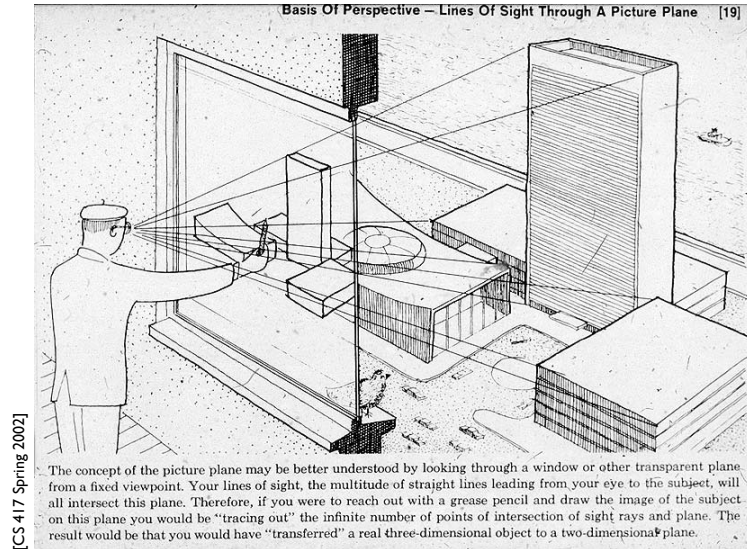 Basis Of Perspective — Lines Of Sight Through A Picture Plane [19]
The concept of the picture plane may be better understood by looking through a window or other transparent plane
from a fixed viewpoint. Your lines of sight, the multitude of straight lines leading from your eye to the subject, will
all intersect this plane. Therefore, if you were to reach out with a grease pencil and draw the image of the subject
on this plane you would be “tracing out” the infinite number of points of intersection of sight rays and plane. The
result would be that you would have “transferred” a real three-dimensional object to a two-dimensional plane.
[CS 417 Spring 2002]